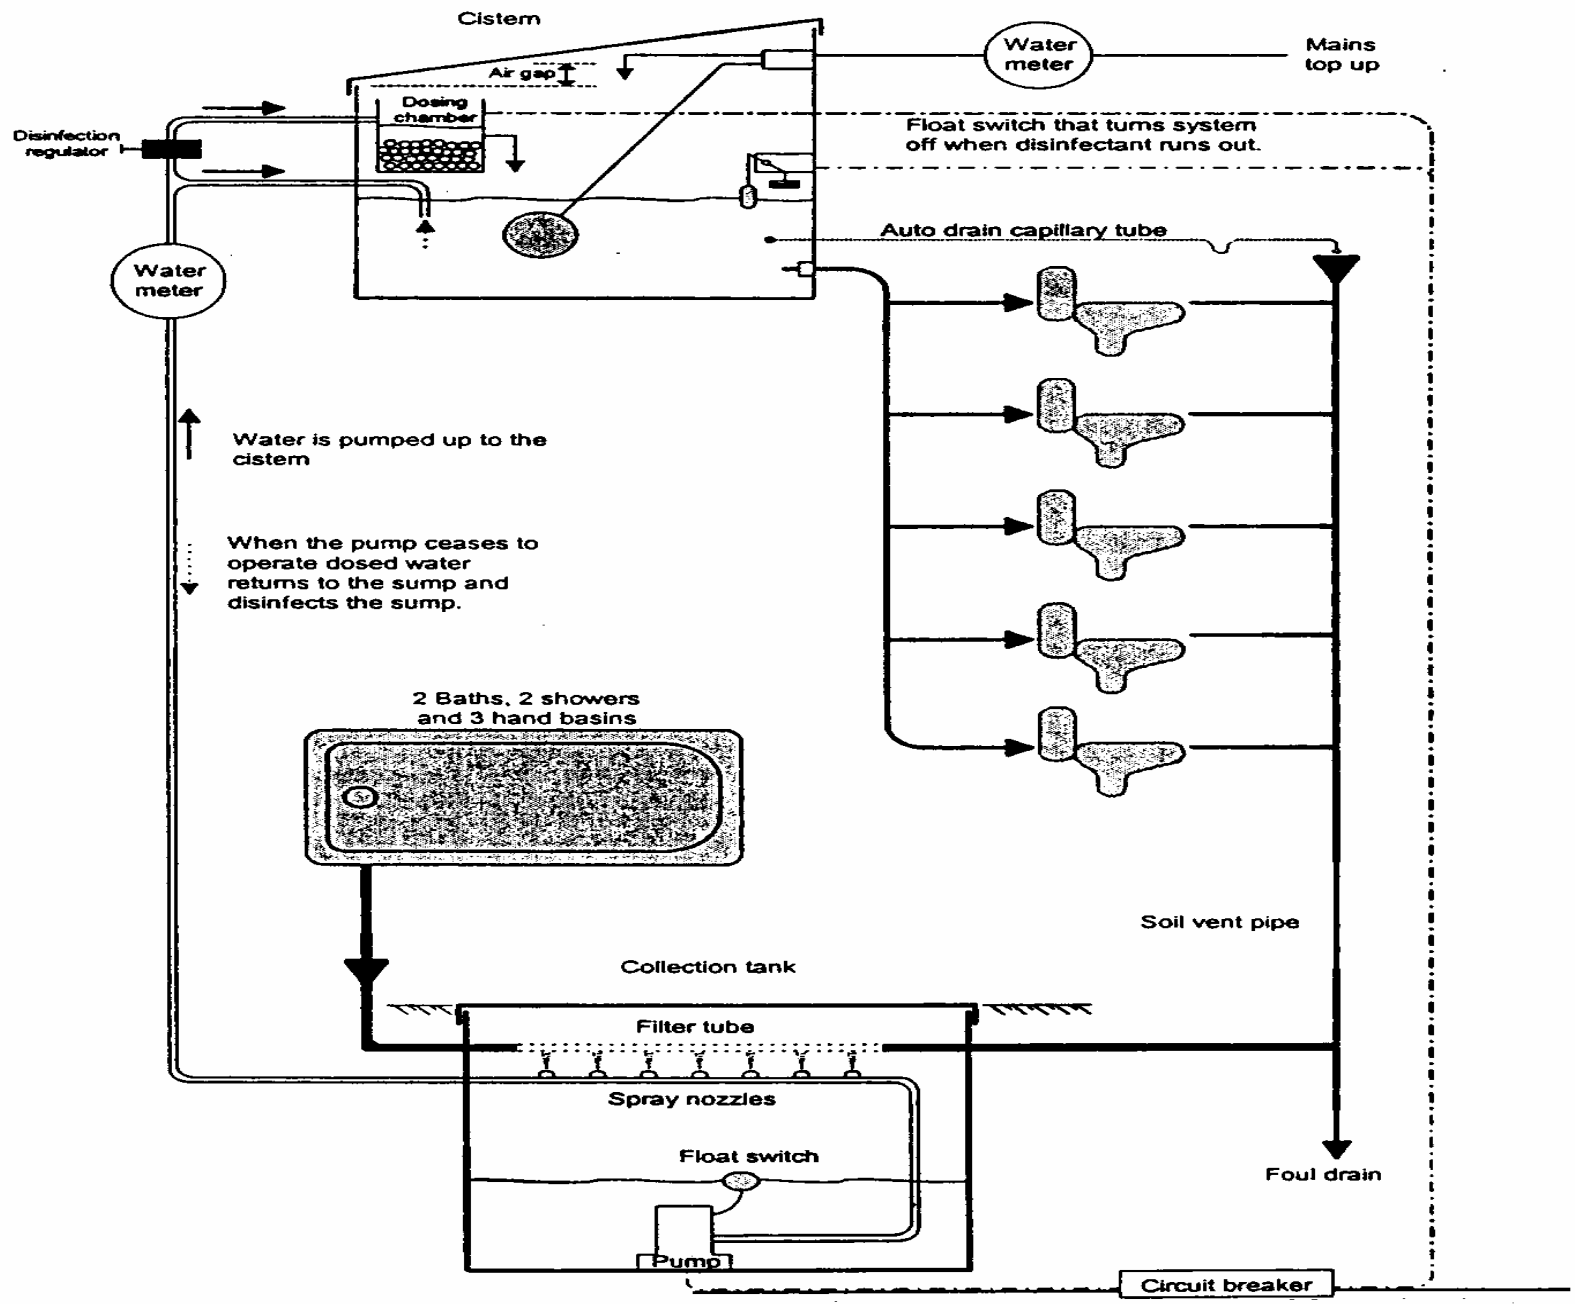 Cistern
Water
meter
Mains
top up
Air gap
Dosing
chamber
Disinfection
regulator
Float switch that turns system
off when disinfectant runs out.
Auto drain capillary tube
Water
meter
Water is pumped up to the
cistern
When the pump ceases to
operate dosed water
returns to the sump and
disinfects the sump.
2 Baths, 2 showers
and 3 hand basins
Soil vent pipe
Collection tank
Filter tube
Spray nozzles
Float switch
Foul drain
Pump
Circuit breaker